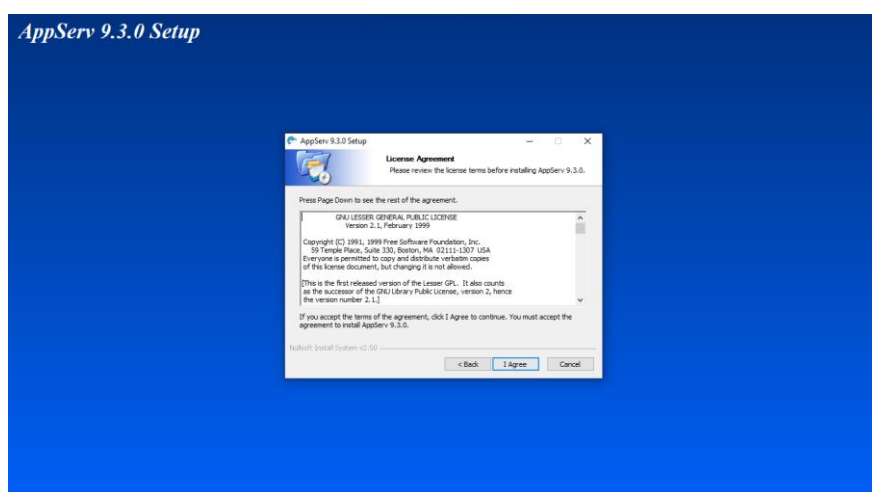 AppServ 9.3.0 Setup
AppServ 9.3.0 Setup
License Agreement
Please review the license terms before installing AppServ 9.3.0.
Press Page Down to see the rest of the agreement.
GNU LESSER GENERAL PUBLIC LICENSE
Version 2.1, February 1999
Copyright (C) 1991, 1999 Free Software Foundation, Inc.
59 Temple Place, Suite 330, Boston, MA 02111-1307 USA
Everyone is permitted to copy and distribute verbatim copies
of this license document, but changing it is not allowed.
[This is the first released version of the Lesser GPL. It also counts
as the successor of the GNU Library Public License, version 2, hence
the version number 2.1.]
If you accept the terms of the agreement, click I Agree to continue. You must accept the
agreement to install AppServ 9.3.0.
Nullsoft Install System v2.50
< Back I Agree Cancel